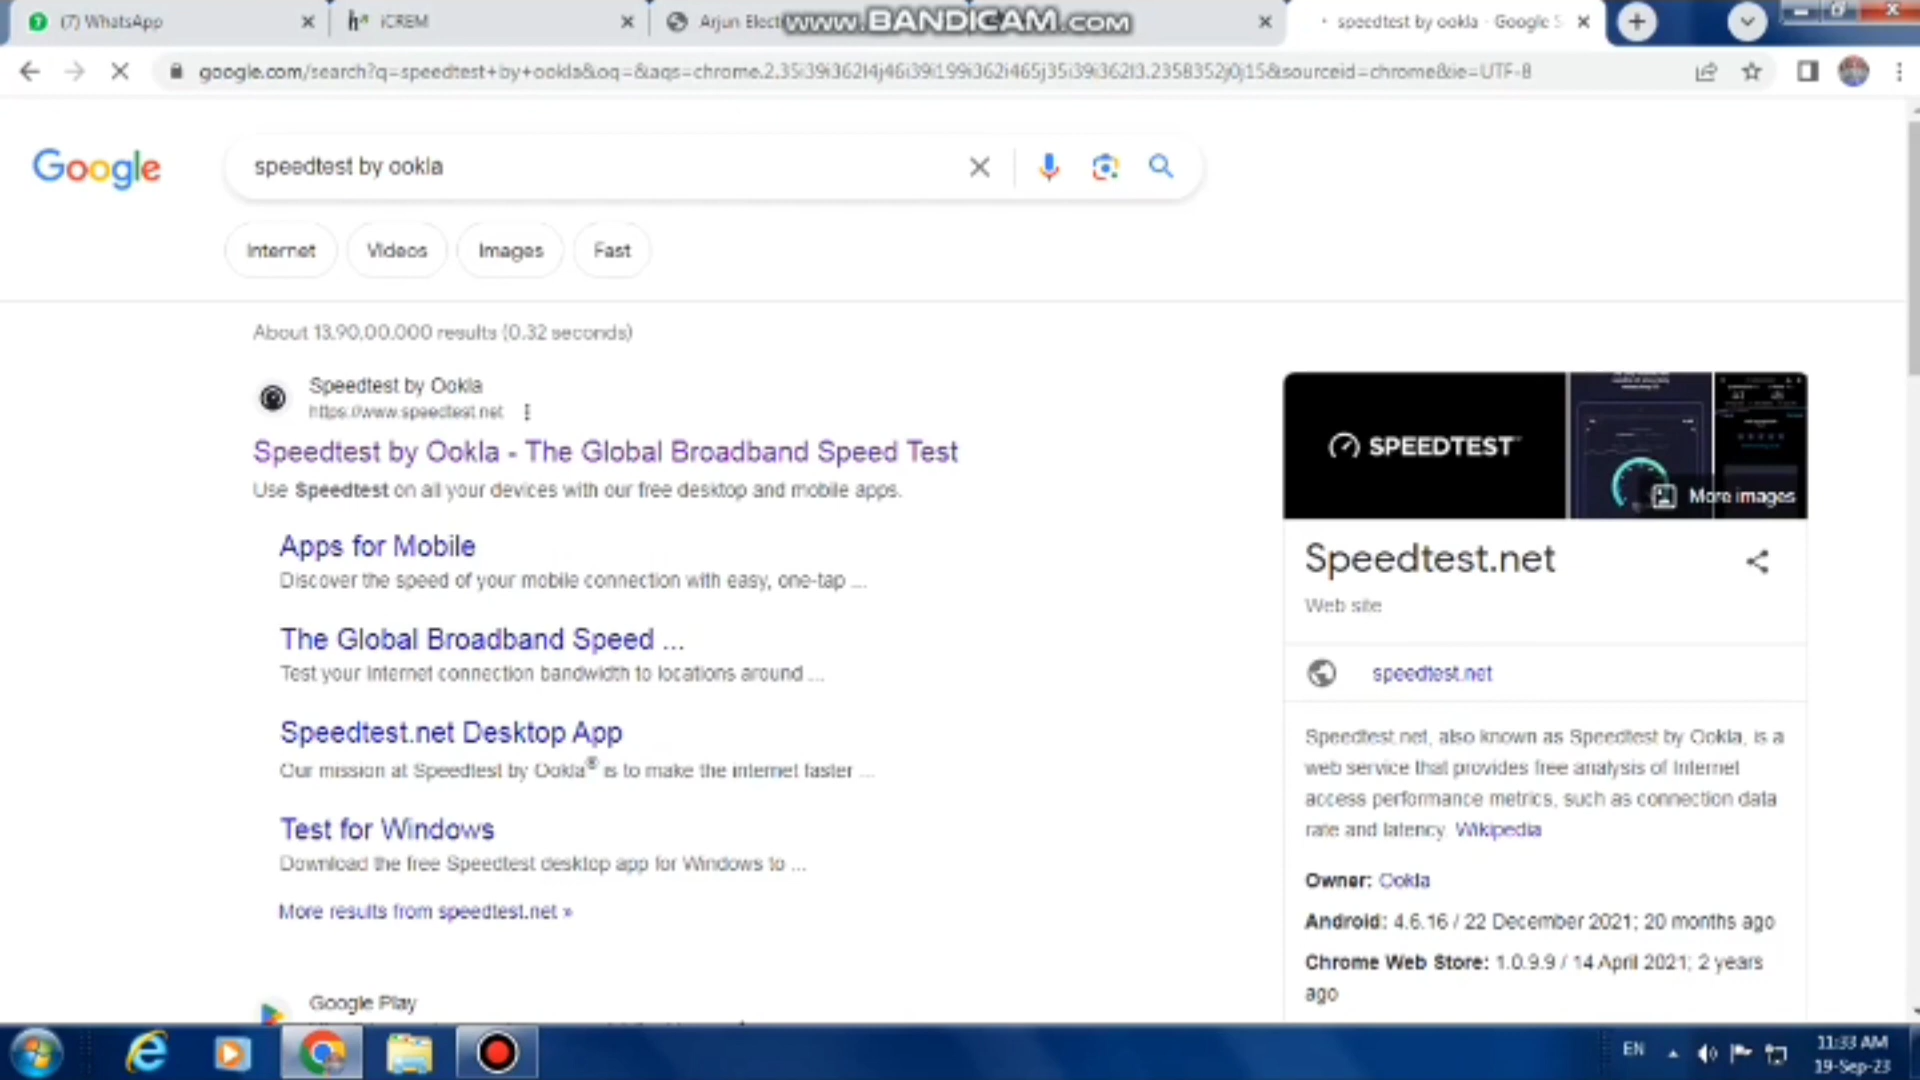 (7) WhatsApp
iCREM
Arjun Elect
www.BANDICAM.com
speedtest by ookla - Google S
google.com/search?q=speedtest+by+ookla&oq=&aqs=chrome.2.35i39i362l4j46i39i199i362i465j35i39i362l3.2358352j0j15&sourceid=chrome&ie=UTF-8
Google
speedtest by ookla
Internet
Videos
Images
Fast
About 13,90,00,000 results (0.32 seconds)
Speedtest by Ookla
https://www.speedtest.net
Speedtest by Ookla - The Global Broadband Speed Test
Use Speedtest on all your devices with our free desktop and mobile apps.
Apps for Mobile
Discover the speed of your mobile connection with easy, one-tap ...
The Global Broadband Speed ...
Test your Internet connection bandwidth to locations around ...
Speedtest.net Desktop App
Our mission at Speedtest by Ookla® is to make the internet faster ...
Test for Windows
Download the free Speedtest desktop app for Windows to ...
More results from speedtest.net »
Google Play
SPEEDTEST
More images
Speedtest.net
Web site
speedtest.net
Speedtest.net, also known as Speedtest by Ookla, is a
web service that provides free analysis of Internet
access performance metrics, such as connection data
rate and latency. Wikipedia
Owner: Ookla
Android: 4.6.16 / 22 December 2021; 20 months ago
Chrome Web Store: 1.0.9.9 / 14 April 2021; 2 years
ago
EN
11:33 AM
19-Sep-23